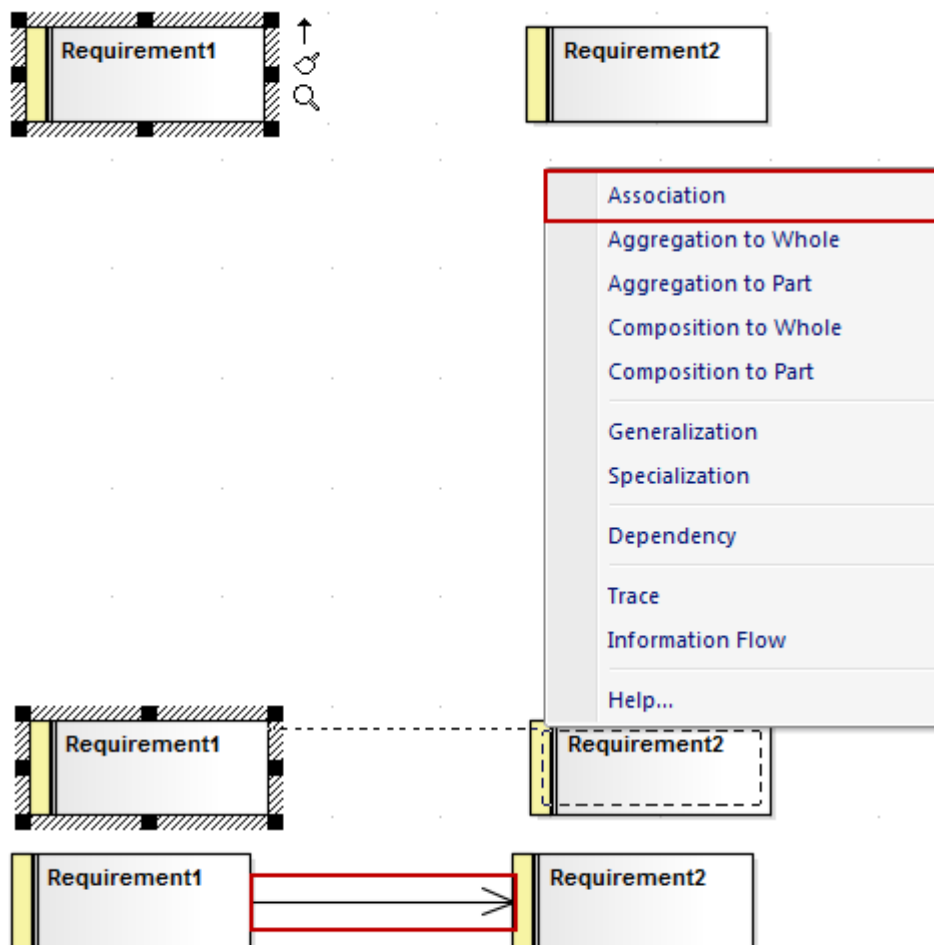 Requirement1
Requirement2
Association
Aggregation to Whole
Aggregation to Part
Composition to Whole
Composition to Part
Generalization
Specialization
Dependency
Trace
Information Flow
Help...
Requirement1
Requirement2
Requirement1
Requirement2